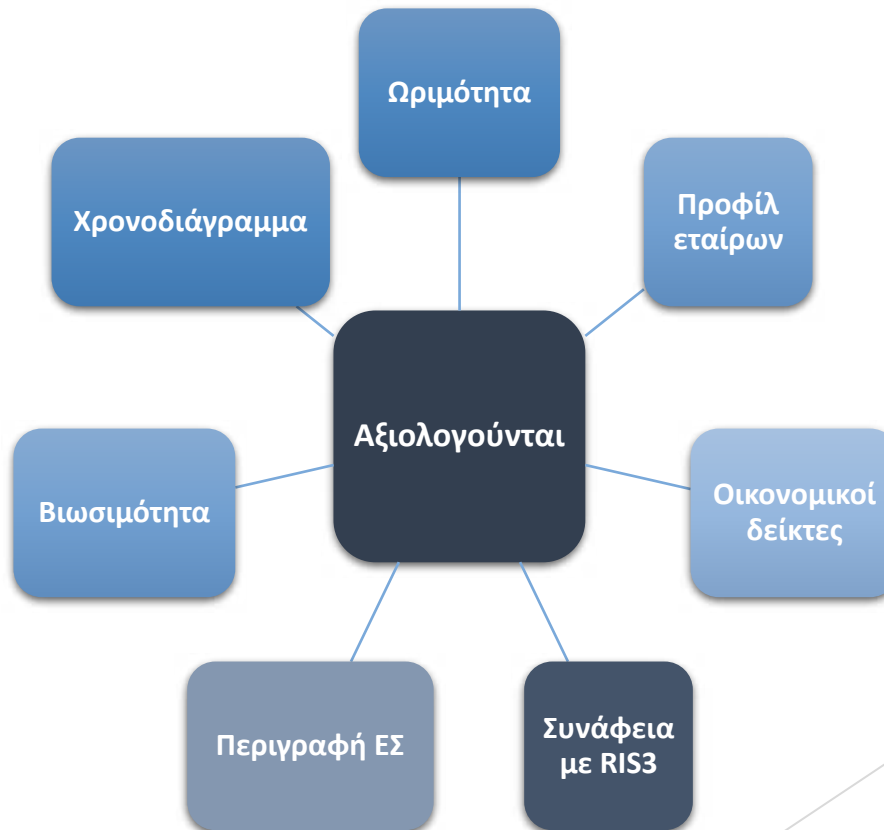 Ωριμότητα
Προφίλ
εταίρων
Οικονομικοί
δείκτες
Συνάφεια
με RIS3
Περιγραφή ΕΣ
Βιωσιμότητα
Χρονοδιάγραμμα
Αξιολογούνται